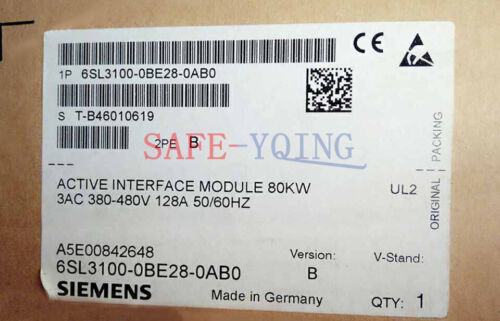 1P 6SL3100-0BE28-0AB0
S T-B46010619
SAFE-YQING
2PE B
ACTIVE INTERFACE MODULE 80KW
3AC 380-480V 128A 50/60HZ
UL2
ORIGINAL PACKING
A5E00842648
Version:
V-Stand:
6SL3100-0BE28-0AB0
B
SIEMENS
Made in Germany
QTY: 1